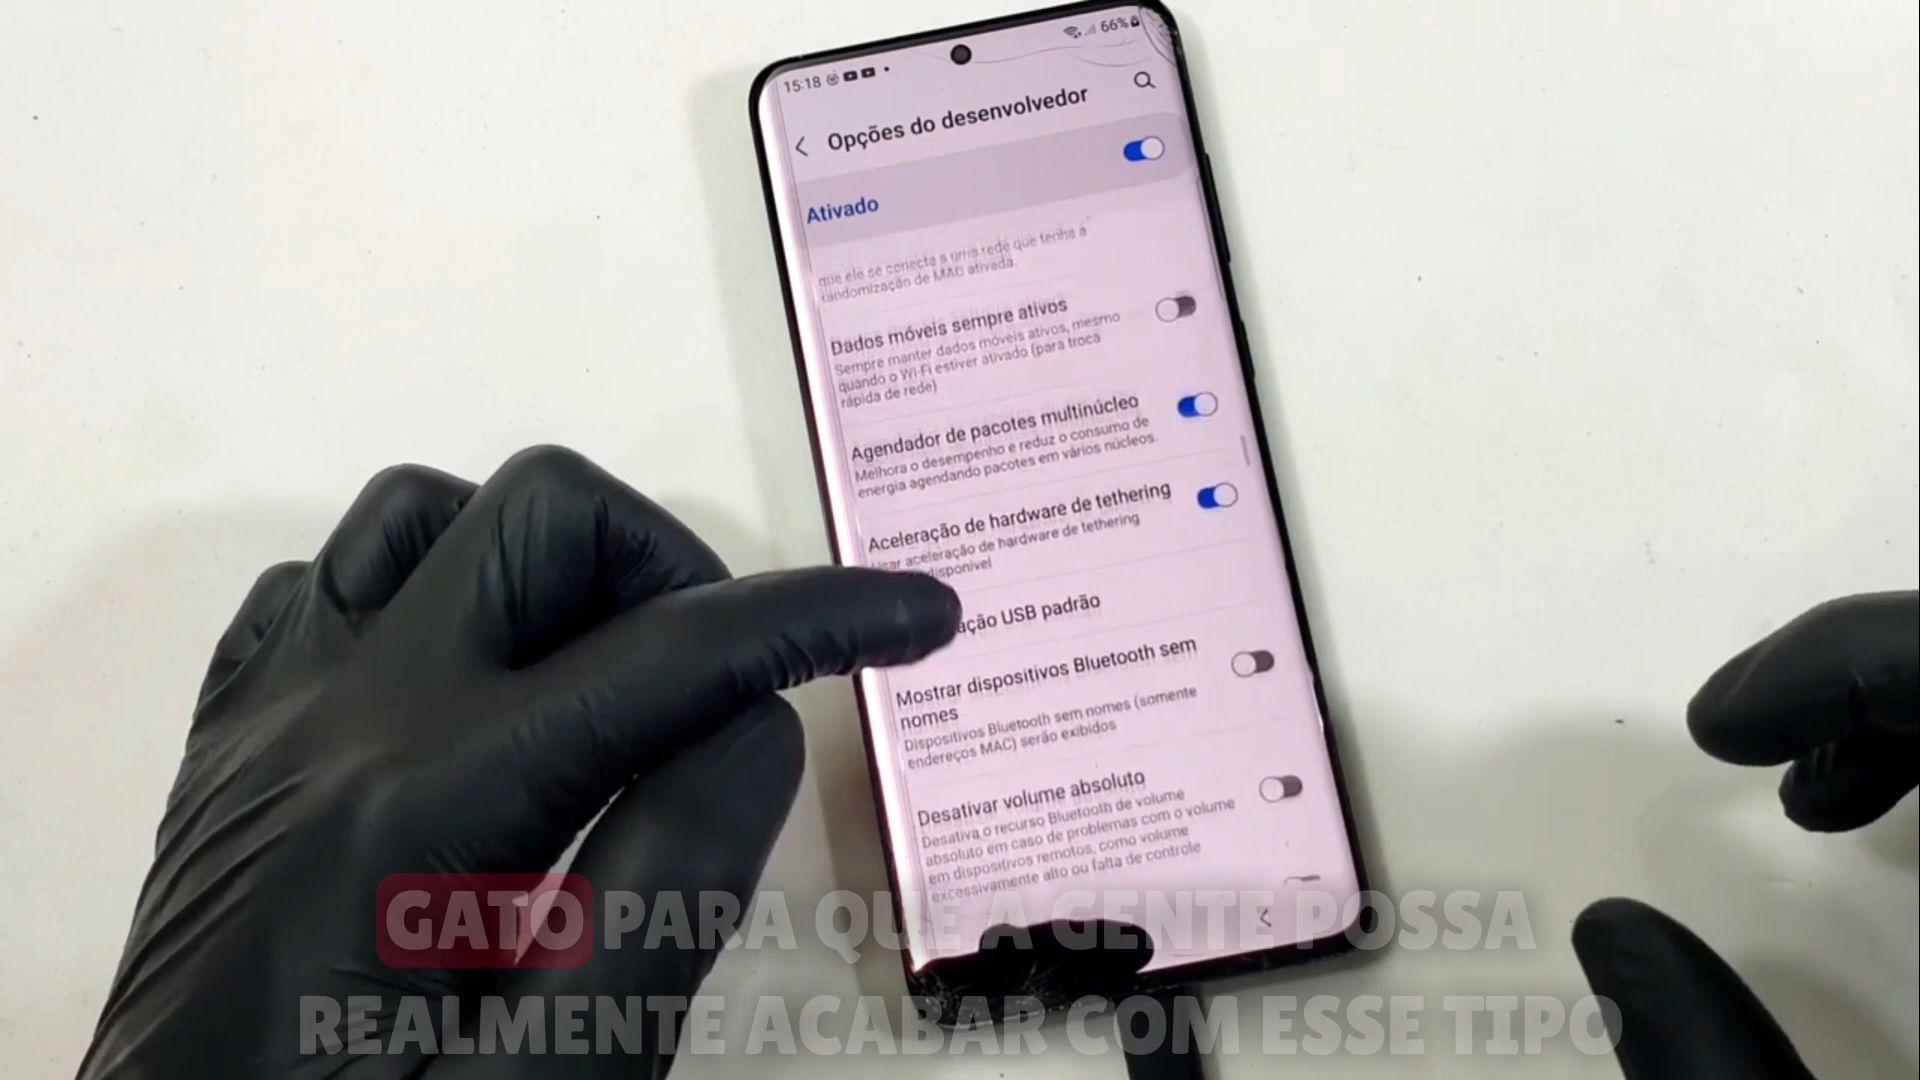 15:18
66%
Opções do desenvolvedor
Ativado
que ele se conecta a uma rede que tenha a
randomização de MAC ativada.
Dados móveis sempre ativos
Sempre manter dados móveis ativos, mesmo
quando o Wi-Fi estiver ativado (para troca
rápida de rede)
Agendador de pacotes multinúcleo
Melhora o desempenho e reduz o consumo de
energia agendando pacotes em vários núcleos.
Aceleração de hardware de tethering
Usar aceleração de hardware de tethering
disponível
ação USB padrão
Mostrar dispositivos Bluetooth sem
nomes
Dispositivos Bluetooth sem nomes (somente
endereços MAC) serão exibidos
Desativar volume absoluto
Desativa o recurso Bluetooth de volume
absoluto em caso de problemas com o volume
em dispositivos remotos, como volume
excessivamente alto ou falta de controle
GATO PARA QUE A GENTE POSSA
REALMENTE ACABAR COM ESSE TIPO